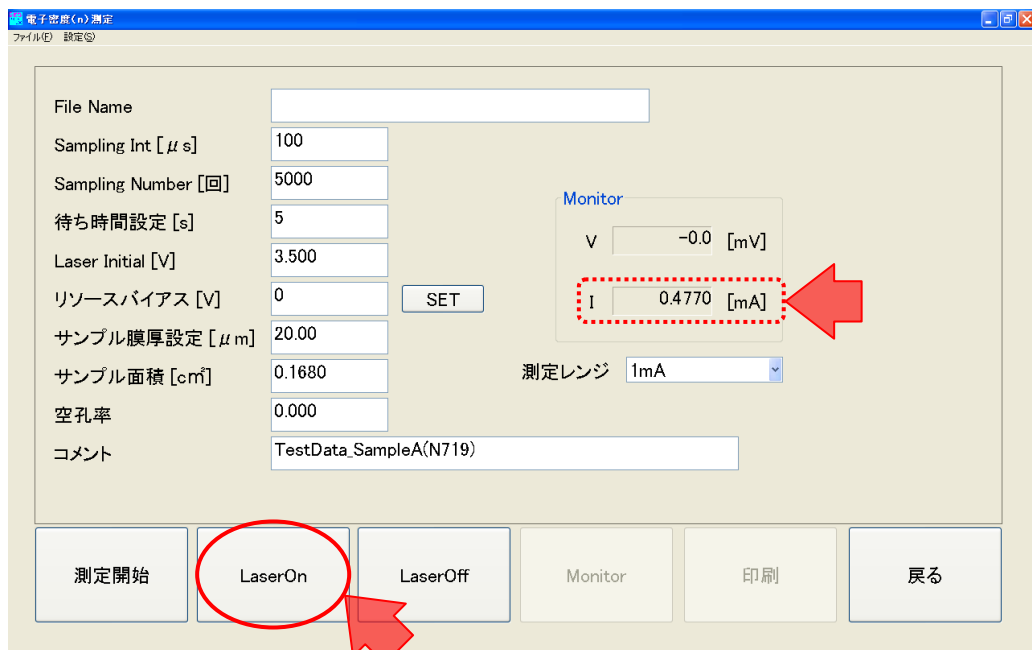 電子密度(n)測定
ファイル(F) 設定(S)
File Name
Sampling Int [μs] 100
Sampling Number [回] 5000
待ち時間設定 [s] 5
Laser Initial [V] 3.500
リソースバイアス [V] 0 SET
サンプル膜厚設定 [μm] 20.00
サンプル面積 [c㎡] 0.1680
空孔率 0.000
コメント TestData_SampleA(N719)
Monitor
V -0.0 [mV]
I 0.4770 [mA]
測定レンジ 1mA
測定開始 LaserOn LaserOff Monitor 印刷 戻る